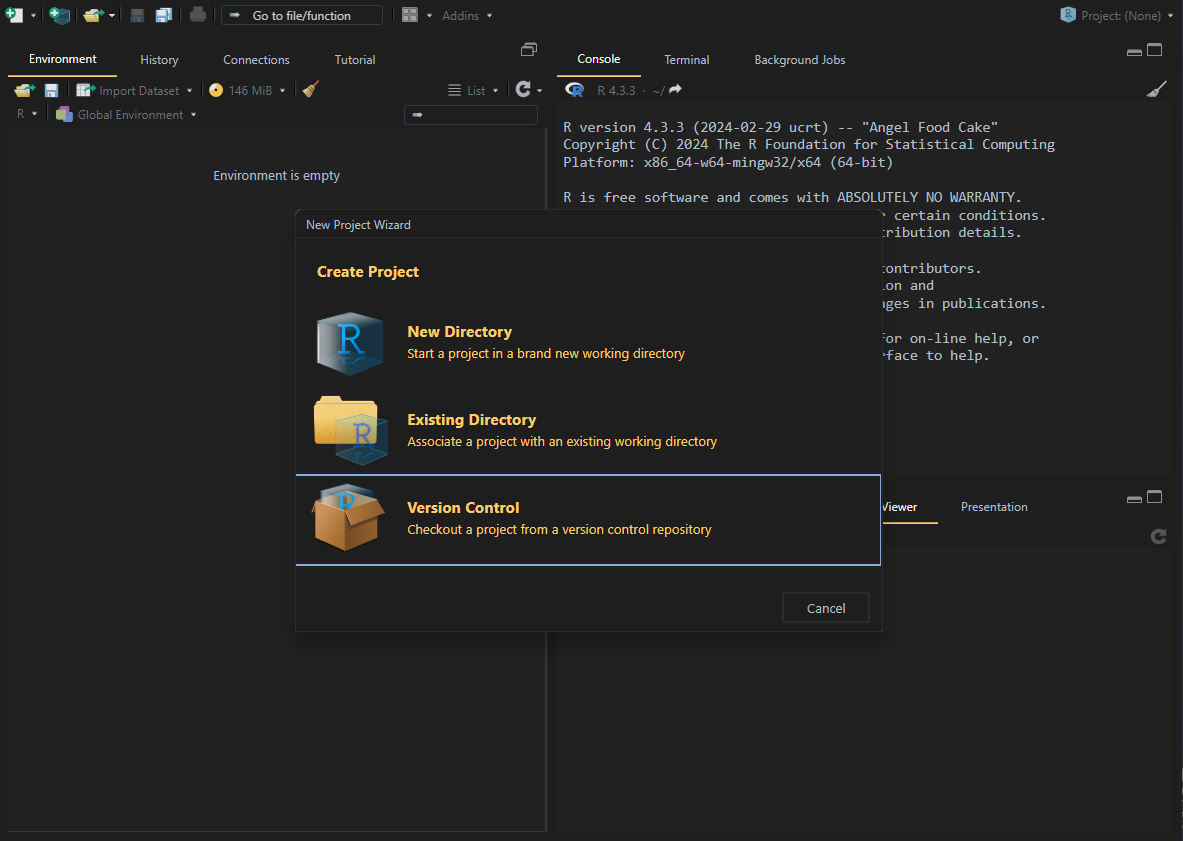 Go to file/function
Addins
Project: (None)
Environment
History
Connections
Tutorial
Import Dataset
146 MiB
List
R
Global Environment
Environment is empty
Console
Terminal
Background Jobs
R 4.3.3 · ~/
R version 4.3.3 (2024-02-29 ucrt) -- "Angel Food Cake"
Copyright (C) 2024 The R Foundation for Statistical Computing
Platform: x86_64-w64-mingw32/x64 (64-bit)
R is free software and comes with ABSOLUTELY NO WARRANTY.
certain conditions.
details.
contributors.
and
in publications.
for on-line help, or
to help.
New Project Wizard
Create Project
R
New Directory
Start a project in a brand new working directory
R
Existing Directory
Associate a project with an existing working directory
R
Version Control
Checkout a project from a version control repository
Cancel
Viewer
Presentation